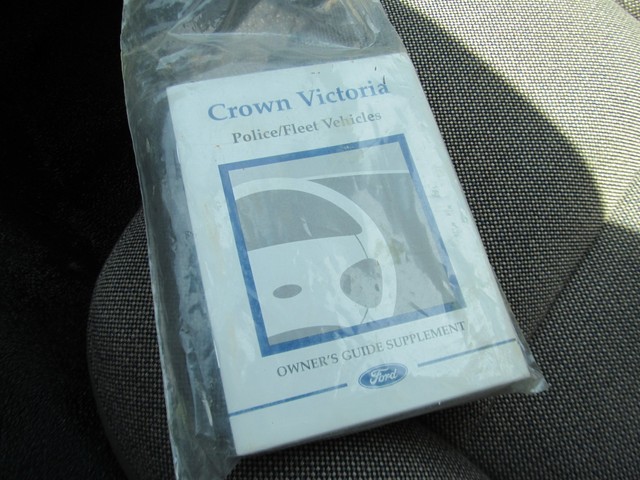 Crown Victoria
Police/Fleet Vehicles
OWNER'S GUIDE SUPPLEMENT
Ford